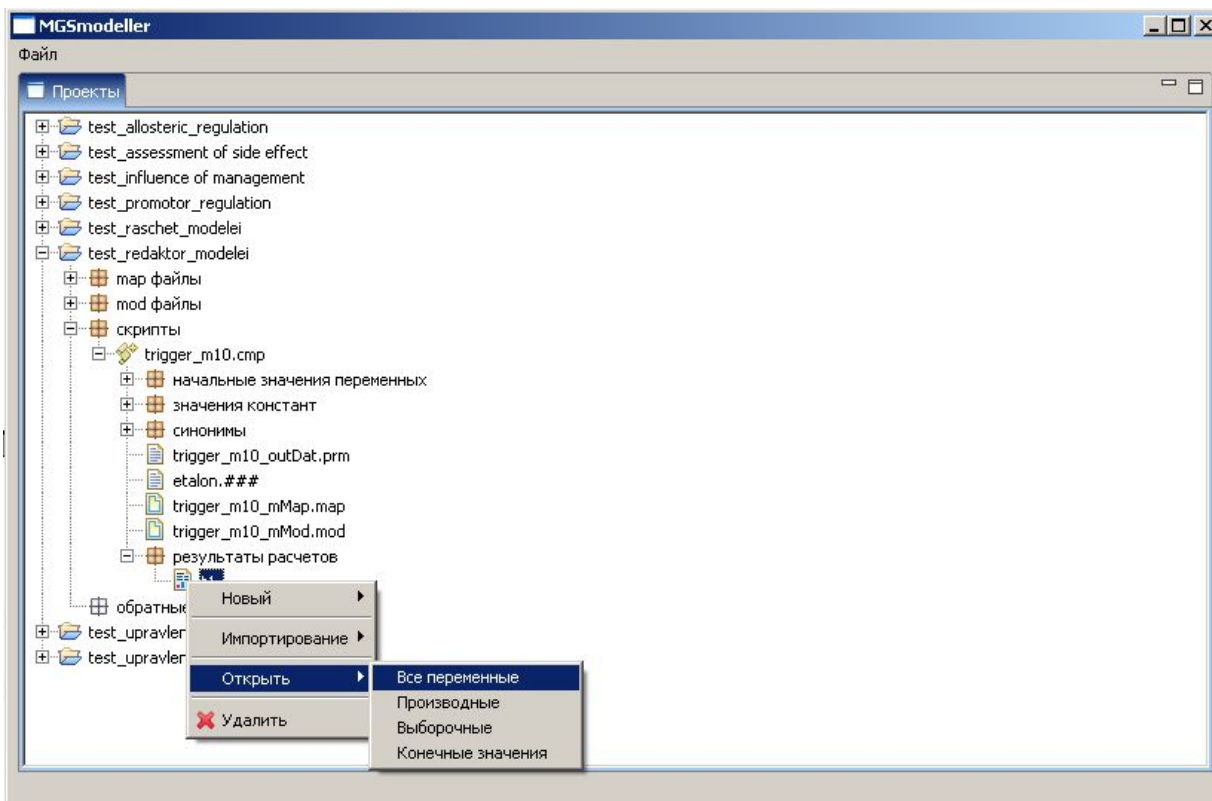 MGSmodeller
Файл
Проекты
test_allosteric_regulation
test_assessment of side effect
test_influence of management
test_promotor_regulation
test_raschet_modelei
test_redaktor_modelei
map файлы
mod файлы
скрипты
trigger_m10.cmp
начальные значения переменных
значения констант
синонимы
trigger_m10_outDat.prm
etalon.###
trigger_m10_mMap.map
trigger_m10_mMod.mod
результаты расчетов
Новый
обратные
test_upravler
Импортирование
test_upravler
Открыть
Все переменные
Производные
Удалить
Выборочные
Конечные значения